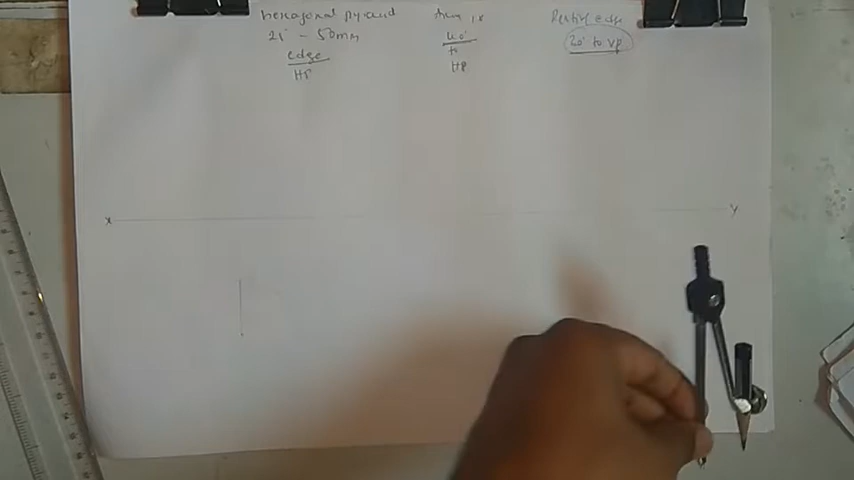 hexagonal pyramid
25 - 50mm
edge
HP
Axis is
40°
to
HP
Resting edge
20° to vp
X
Y